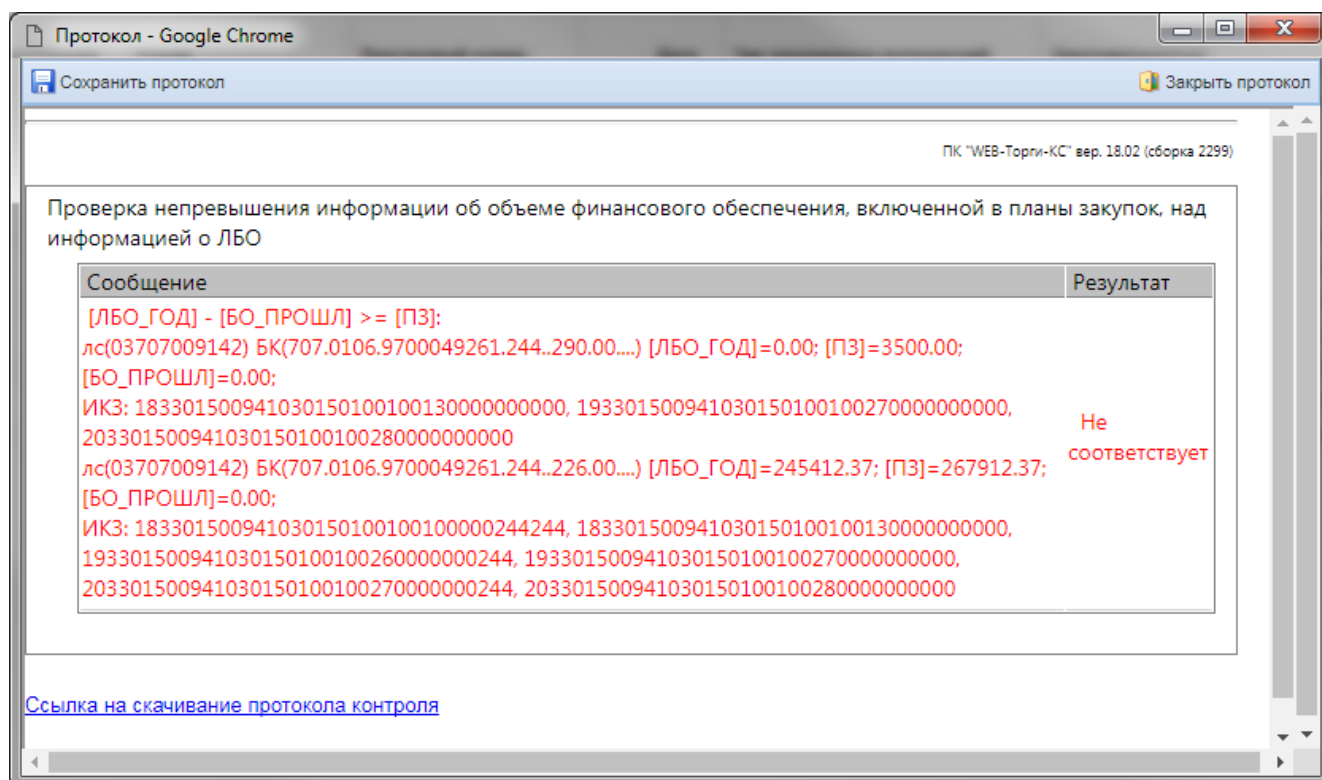 Протокол - Google Chrome
Сохранить протокол
Закрыть протокол
ПК "WEB-Торги-КС" вер. 18.02 (сборка 2299)
Проверка непревышения информации об объеме финансового обеспечения, включенной в планы закупок, над
информацией о ЛБО
Сообщение
Результат
[ЛБО_ГОД] - [БО_ПРОШЛ] >= [ПЗ]:
лс(03707009142) БК(707.0106.9700049261.244..290.00....) [ЛБО_ГОД]=0.00; [ПЗ]=3500.00;
[БО_ПРОШЛ]=0.00;
ИКЗ: 183301500941030150100100130000000000, 193301500941030150100100270000000000,
203301500941030150100100280000000000
лс(03707009142) БК(707.0106.9700049261.244..226.00....) [ЛБО_ГОД]=245412.37; [ПЗ]=267912.37;
[БО_ПРОШЛ]=0.00;
ИКЗ: 183301500941030150100100100000244244, 183301500941030150100100130000000000,
193301500941030150100100260000000244, 193301500941030150100100270000000000,
203301500941030150100100270000000244, 203301500941030150100100280000000000
Не
соответствует
Ссылка на скачивание протокола контроля